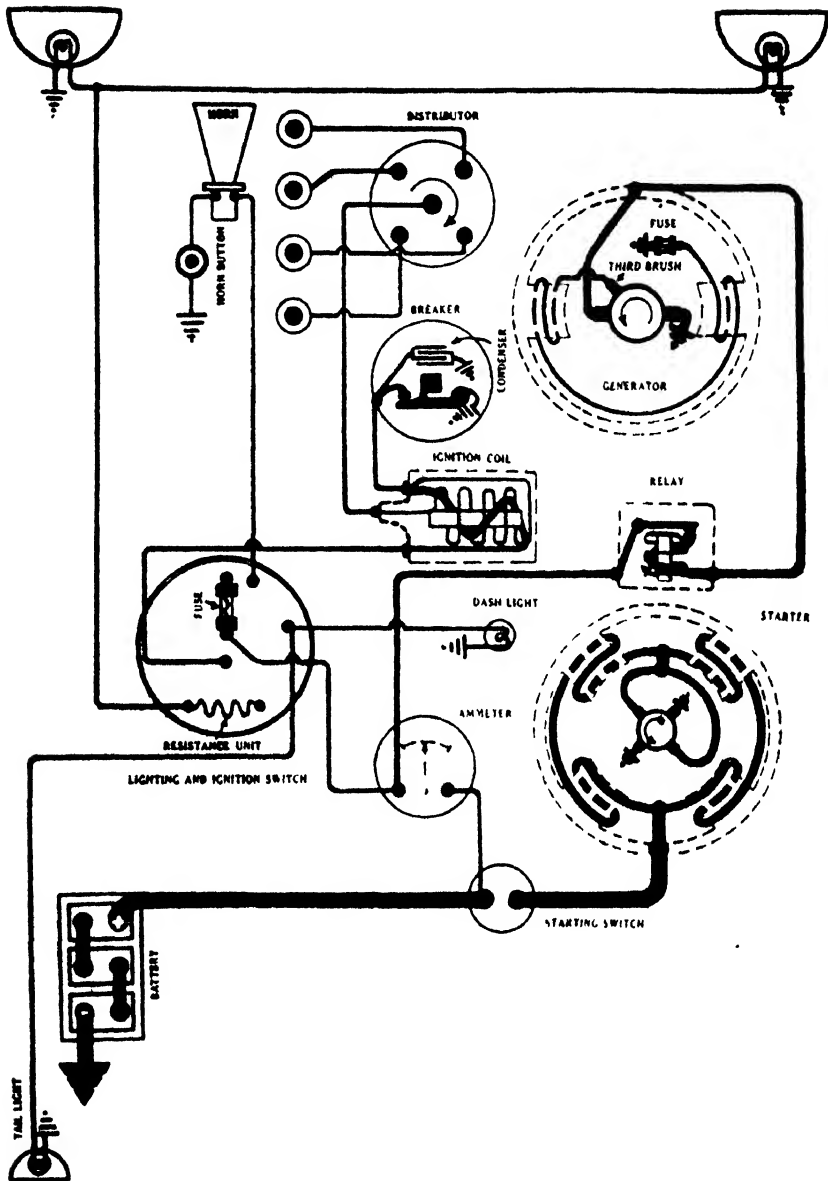 HORN
DISTRIBUTOR
HORN BUTTON
FUSE
THIRD BRUSH
BREAKER
CONDENSER
GENERATOR
IGNITION COIL
RELAY
FUSE
DASH LIGHT
STARTER
AMMETER
RESISTANCE UNIT
LIGHTING AND IGNITION SWITCH
STARTING SWITCH
BATTERY
TAIL LIGHT